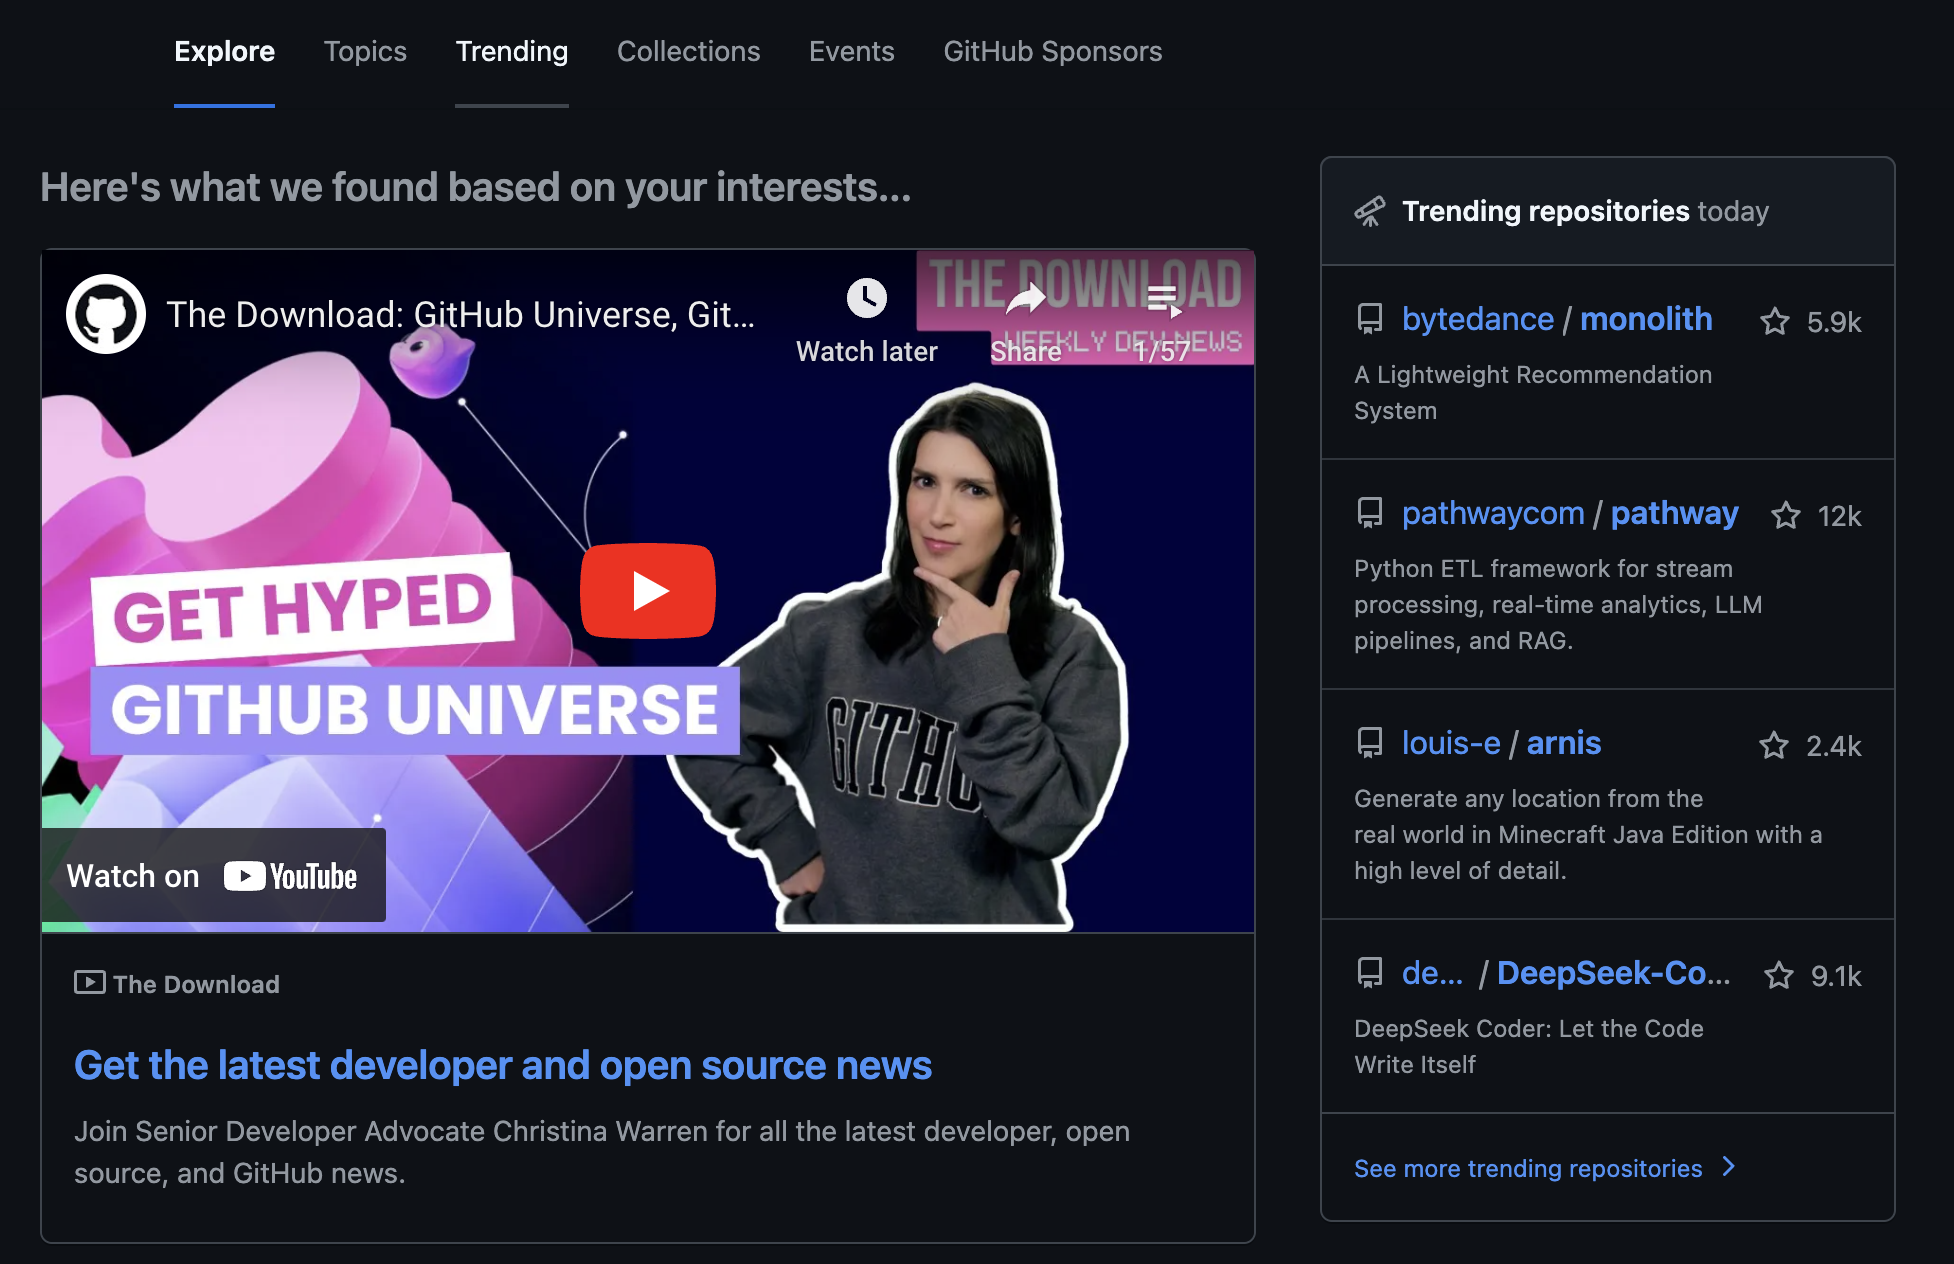 Explore Topics Trending Collections Events GitHub Sponsors
Here's what we found based on your interests...
The Download: GitHub Universe, Git...
Watch later
Share
1/57
THE DOWNLOAD
WEEKLY DEV NEWS
GET HYPED
GITHUB UNIVERSE
GITHU
Watch on YouTube
The Download
Get the latest developer and open source news
Join Senior Developer Advocate Christina Warren for all the latest developer, open
source, and GitHub news.
Trending repositories today
bytedance / monolith 5.9k
A Lightweight Recommendation
System
pathwaycom / pathway 12k
Python ETL framework for stream
processing, real-time analytics, LLM
pipelines, and RAG.
louis-e / arnis 2.4k
Generate any location from the
real world in Minecraft Java Edition with a
high level of detail.
de... / DeepSeek-Co... 9.1k
DeepSeek Coder: Let the Code
Write Itself
See more trending repositories